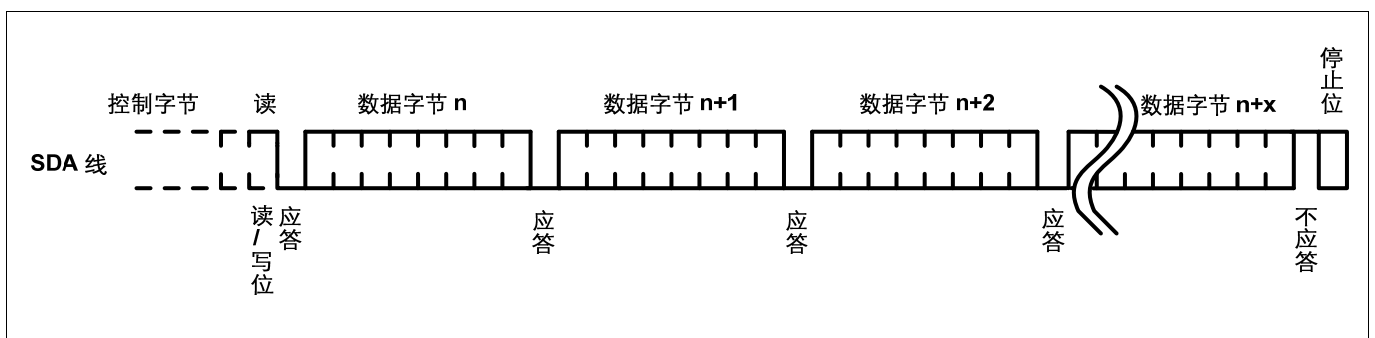 停止位
控制字节 读 数据字节 n 数据字节 n+1 数据字节 n+2 数据字节 n+x
SDA 线
读/写位
应答
应答
应答
应答
不应答